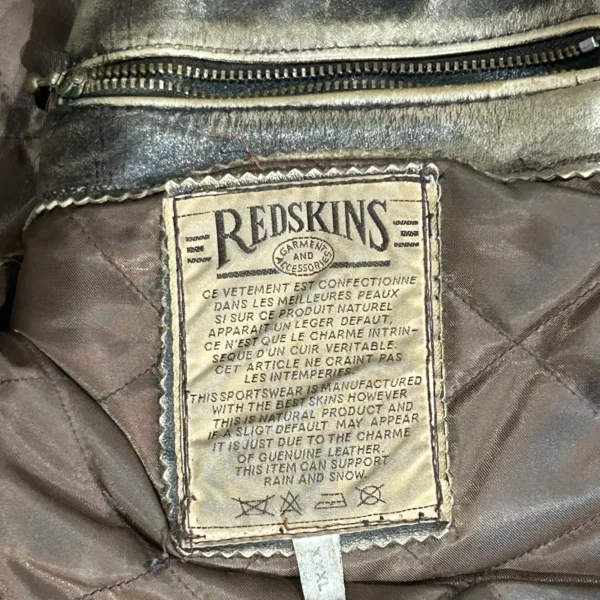 REDSKINS
GARMENT
AND
ACCESSORIES
CE VETEMENT EST CONFECTIONNE
DANS LES MEILLEURES PEAUX
SI SUR CE PRODUIT NATUREL
APPARAIT UN LEGER DEFAUT,
CE N'EST QUE LE CHARME INTRIN-
SEQUE D'UN CUIR VERITABLE.
CET ARTICLE NE CRAINT PAS
LES INTEMPERIES.
THIS SPORTSWEAR IS MANUFACTURED
WITH THE BEST SKINS HOWEVER
THIS IS NATURAL PRODUCT AND
IF A SLIGT DEFAULT MAY APPEAR
IT IS JUST DUE TO THE CHARME
OF GUENUINE LEATHER.
THIS ITEM CAN SUPPORT
RAIN AND SNOW.
XXXL